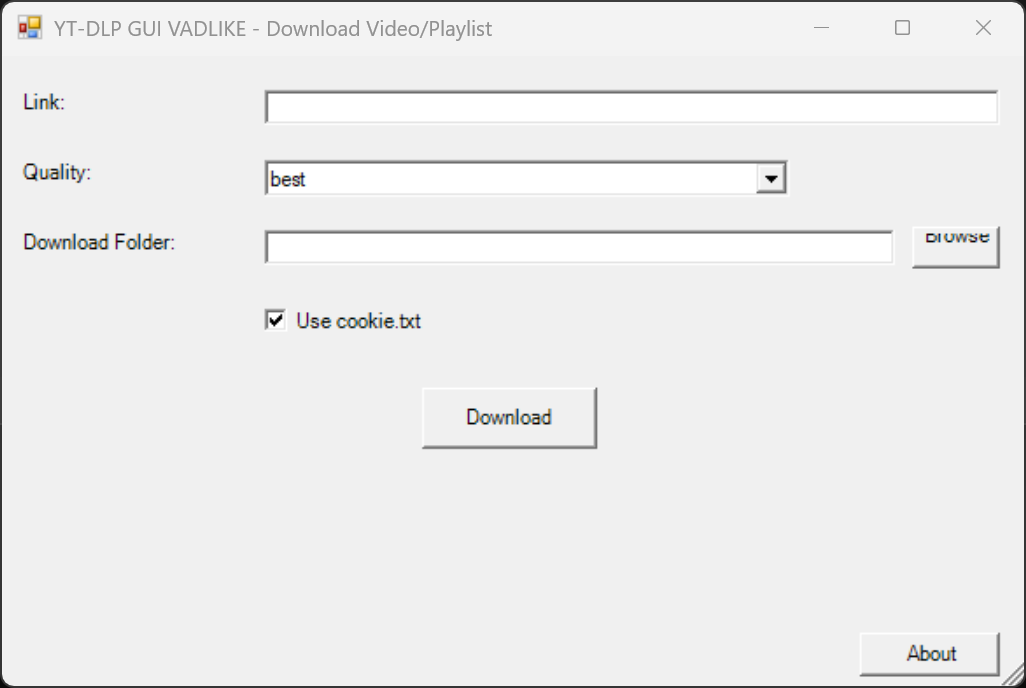 YT-DLP GUI VADLIKE - Download Video/Playlist
Link:
Quality:
best
Download Folder:
Browse
Use cookie.txt
Download
About